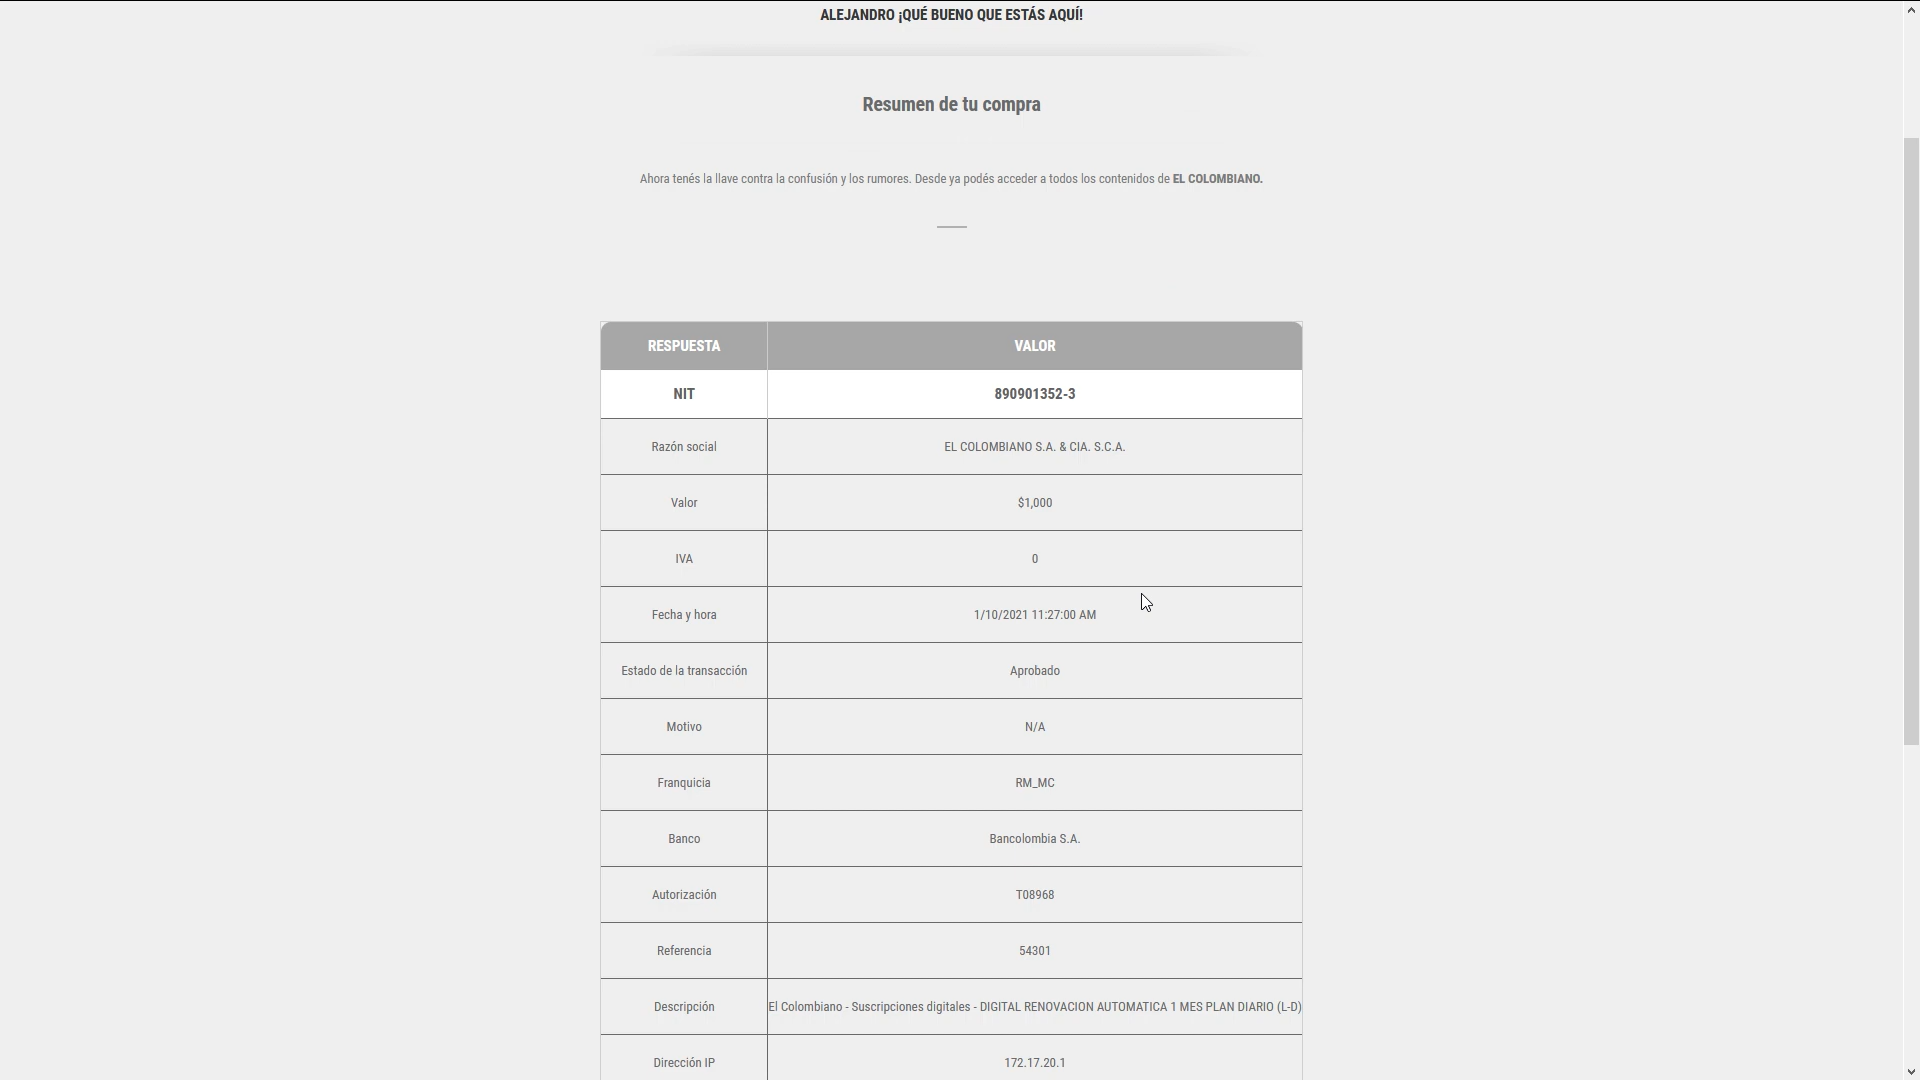 ALEJANDRO ¡QUÉ BUENO QUE ESTÁS AQUÍ!
Resumen de tu compra
Ahora tenés la llave contra la confusión y los rumores. Desde ya podés acceder a todos los contenidos de EL COLOMBIANO.
RESPUESTA VALOR
NIT 890901352-3
Razón social EL COLOMBIANO S.A. & CIA. S.C.A.
Valor $1,000
IVA 0
Fecha y hora 1/10/2021 11:27:00 AM
Estado de la transacción Aprobado
Motivo N/A
Franquicia RM_MC
Banco Bancolombia S.A.
Autorización T08968
Referencia 54301
Descripción El Colombiano - Suscripciones digitales - DIGITAL RENOVACION AUTOMATICA 1 MES PLAN DIARIO (L-D)
Dirección IP 172.17.20.1